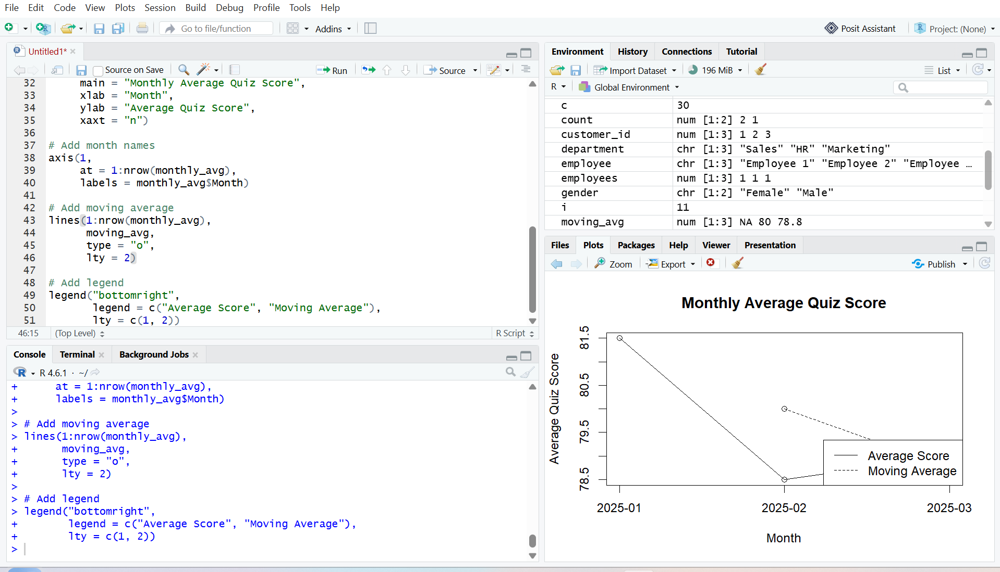 File Edit Code View Plots Session Build Debug Profile Tools Help
Go to file/function Addins Posit Assistant Project: (None)
Untitled1*
Source on Save Run Source
32 main = "Monthly Average Quiz Score",
33 xlab = "Month",
34 ylab = "Average Quiz Score",
35 xaxt = "n")
36
37 # Add month names
38 axis(1,
39 at = 1:nrow(monthly_avg),
40 labels = monthly_avg$Month)
41
42 # Add moving average
43 lines(1:nrow(monthly_avg),
44 moving_avg,
45 type = "o",
46 lty = 2)
47
48 # Add legend
49 legend("bottomright",
50 legend = c("Average Score", "Moving Average"),
51 lty = c(1, 2))
46:15 (Top Level) R Script
Console Terminal Background Jobs
R R 4.6.1 · ~/
+ at = 1:nrow(monthly_avg),
+ labels = monthly_avg$Month)
>
> # Add moving average
> lines(1:nrow(monthly_avg),
+ moving_avg,
+ type = "o",
+ lty = 2)
>
> # Add legend
> legend("bottomright",
+ legend = c("Average Score", "Moving Average"),
+ lty = c(1, 2))
>
Environment History Connections Tutorial
Import Dataset 196 MiB List
R Global Environment
c 30
count num [1:2] 2 1
customer_id num [1:3] 1 2 3
department chr [1:3] "Sales" "HR" "Marketing"
employee chr [1:3] "Employee 1" "Employee 2" "Employee …
employees num [1:3] 1 1 1
gender chr [1:2] "Female" "Male"
i 11
moving_avg num [1:3] NA 80 78.8
Files Plots Packages Help Viewer Presentation
Zoom Export Publish
Monthly Average Quiz Score
Average Quiz Score
81.5
80.5
79.5
78.5
Average Score
Moving Average
2025-01 2025-02 2025-03
Month